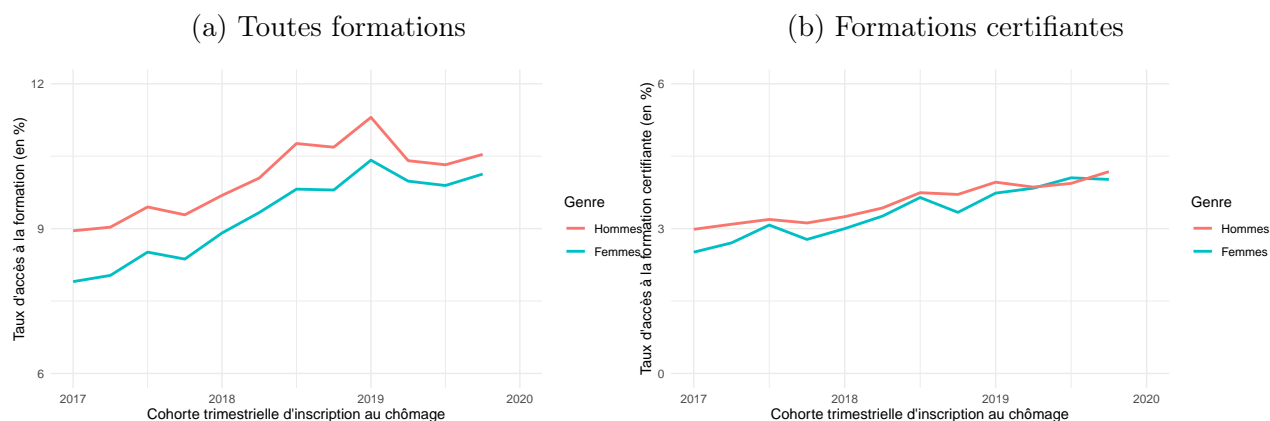 (a) Toutes formations
Taux d'accès à la formation (en %)
12
9
6
2017
2018
2019
2020
Cohorte trimestrielle d'inscription au chômage
Genre
Hommes
Femmes
(b) Formations certifiantes
Taux d'accès à la formation certifiante (en %)
6
3
0
2017
2018
2019
2020
Cohorte trimestrielle d'inscription au chômage
Genre
Hommes
Femmes